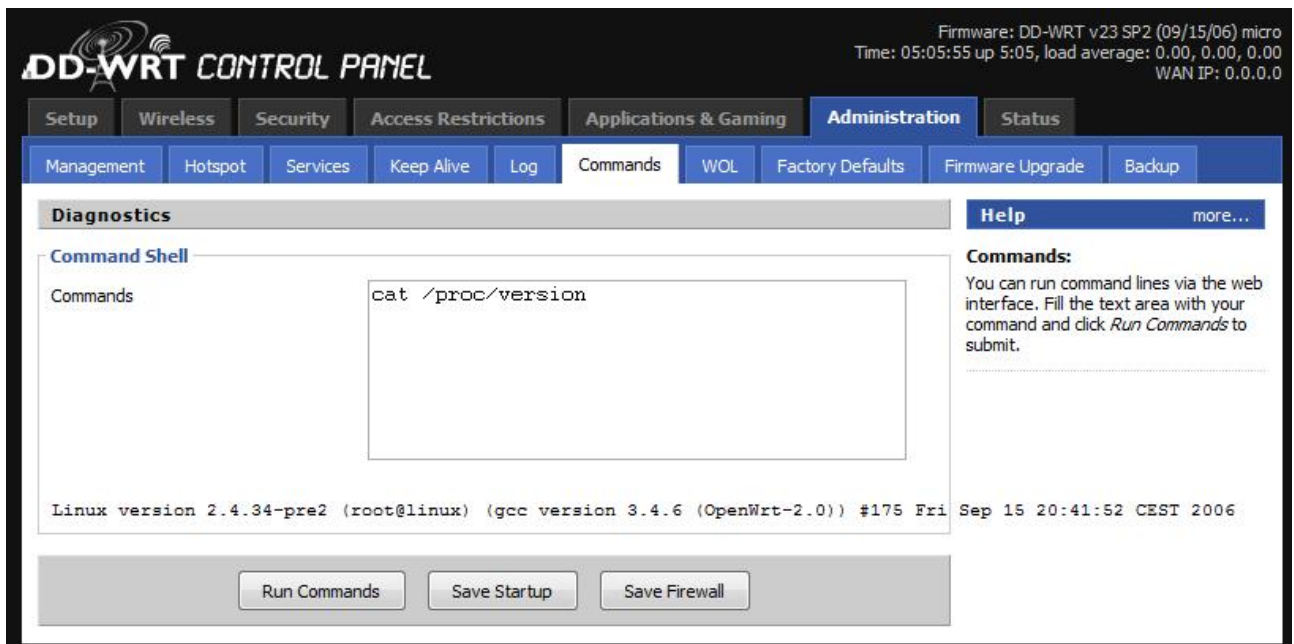 DD-WRT CONTROL PANEL
Firmware: DD-WRT v23 SP2 (09/15/06) micro
Time: 05:05:55 up 5:05, load average: 0.00, 0.00, 0.00
WAN IP: 0.0.0.0
Setup Wireless Security Access Restrictions Applications & Gaming Administration Status
Management Hotspot Services Keep Alive Log Commands WOL Factory Defaults Firmware Upgrade Backup
Diagnostics
Command Shell
Commands
cat /proc/version
Linux version 2.4.34-pre2 (root@linux) (gcc version 3.4.6 (OpenWrt-2.0)) #175 Fri Sep 15 20:41:52 CEST 2006
Run Commands Save Startup Save Firewall
Help more...
Commands:
You can run command lines via the web
interface. Fill the text area with your
command and click Run Commands to
submit.